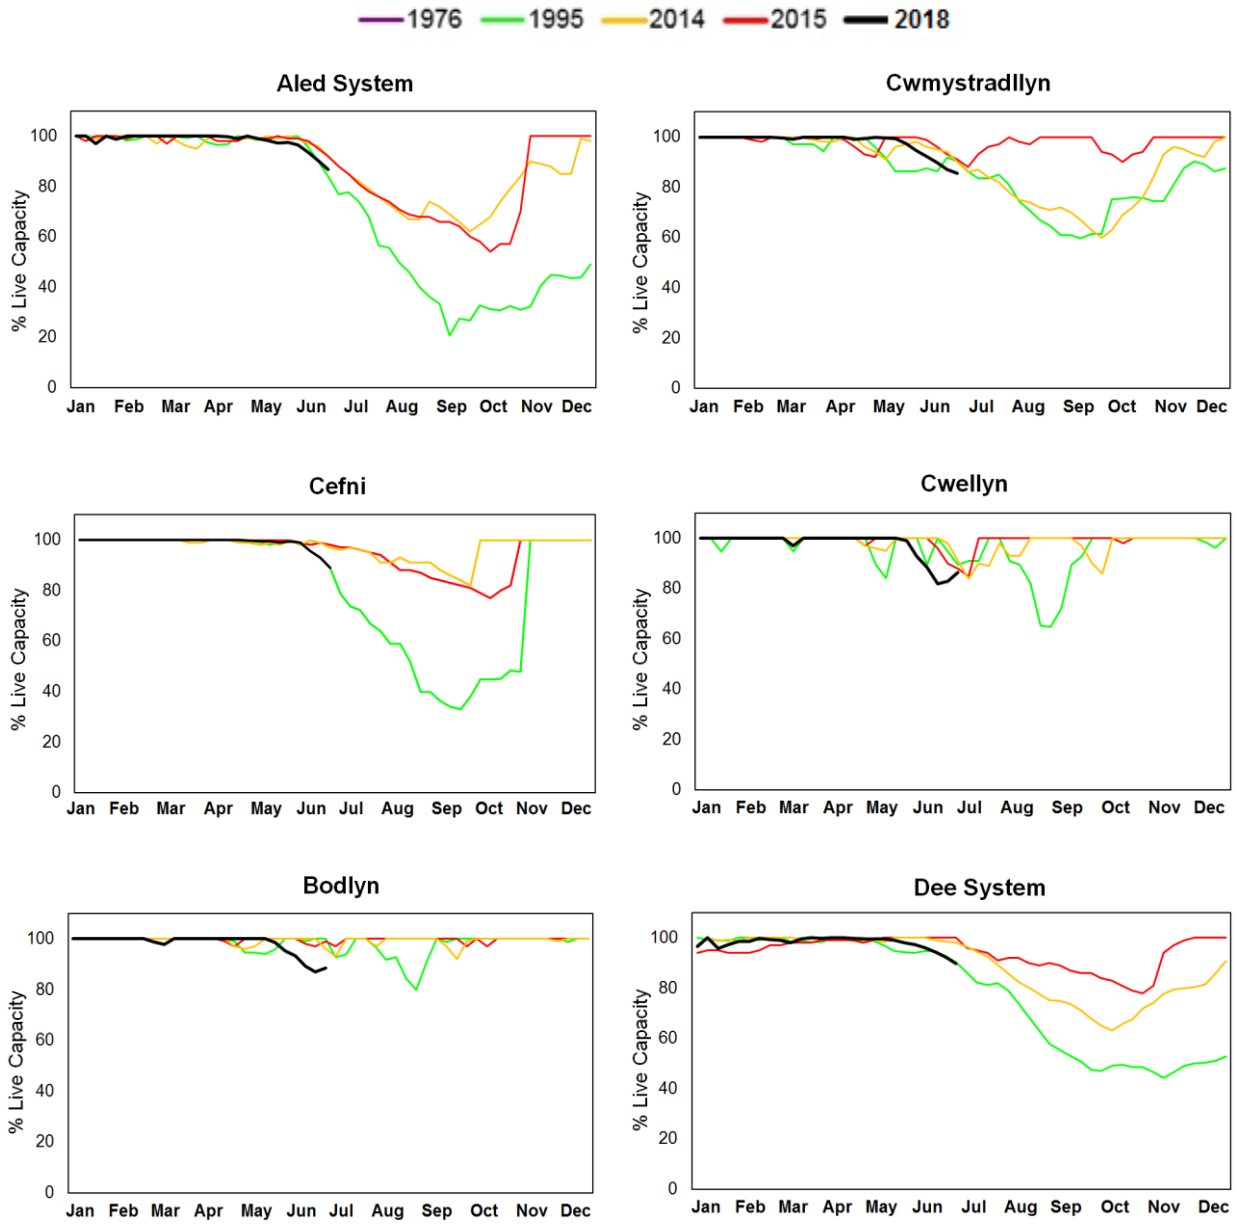 1976 1995 2014 2015 2018
Aled System
% Live Capacity
100
80
60
40
20
0
Jan Feb Mar Apr May Jun Jul Aug Sep Oct Nov Dec
Cwmystradllyn
% Live Capacity
100
80
60
40
20
0
Jan Feb Mar Apr May Jun Jul Aug Sep Oct Nov Dec
Cefni
% Live Capacity
100
80
60
40
20
0
Jan Feb Mar Apr May Jun Jul Aug Sep Oct Nov Dec
Cwellyn
% Live Capacity
100
80
60
40
20
0
Jan Feb Mar Apr May Jun Jul Aug Sep Oct Nov Dec
Bodlyn
% Live Capacity
100
80
60
40
20
0
Jan Feb Mar Apr May Jun Jul Aug Sep Oct Nov Dec
Dee System
% Live Capacity
100
80
60
40
20
0
Jan Feb Mar Apr May Jun Jul Aug Sep Oct Nov Dec